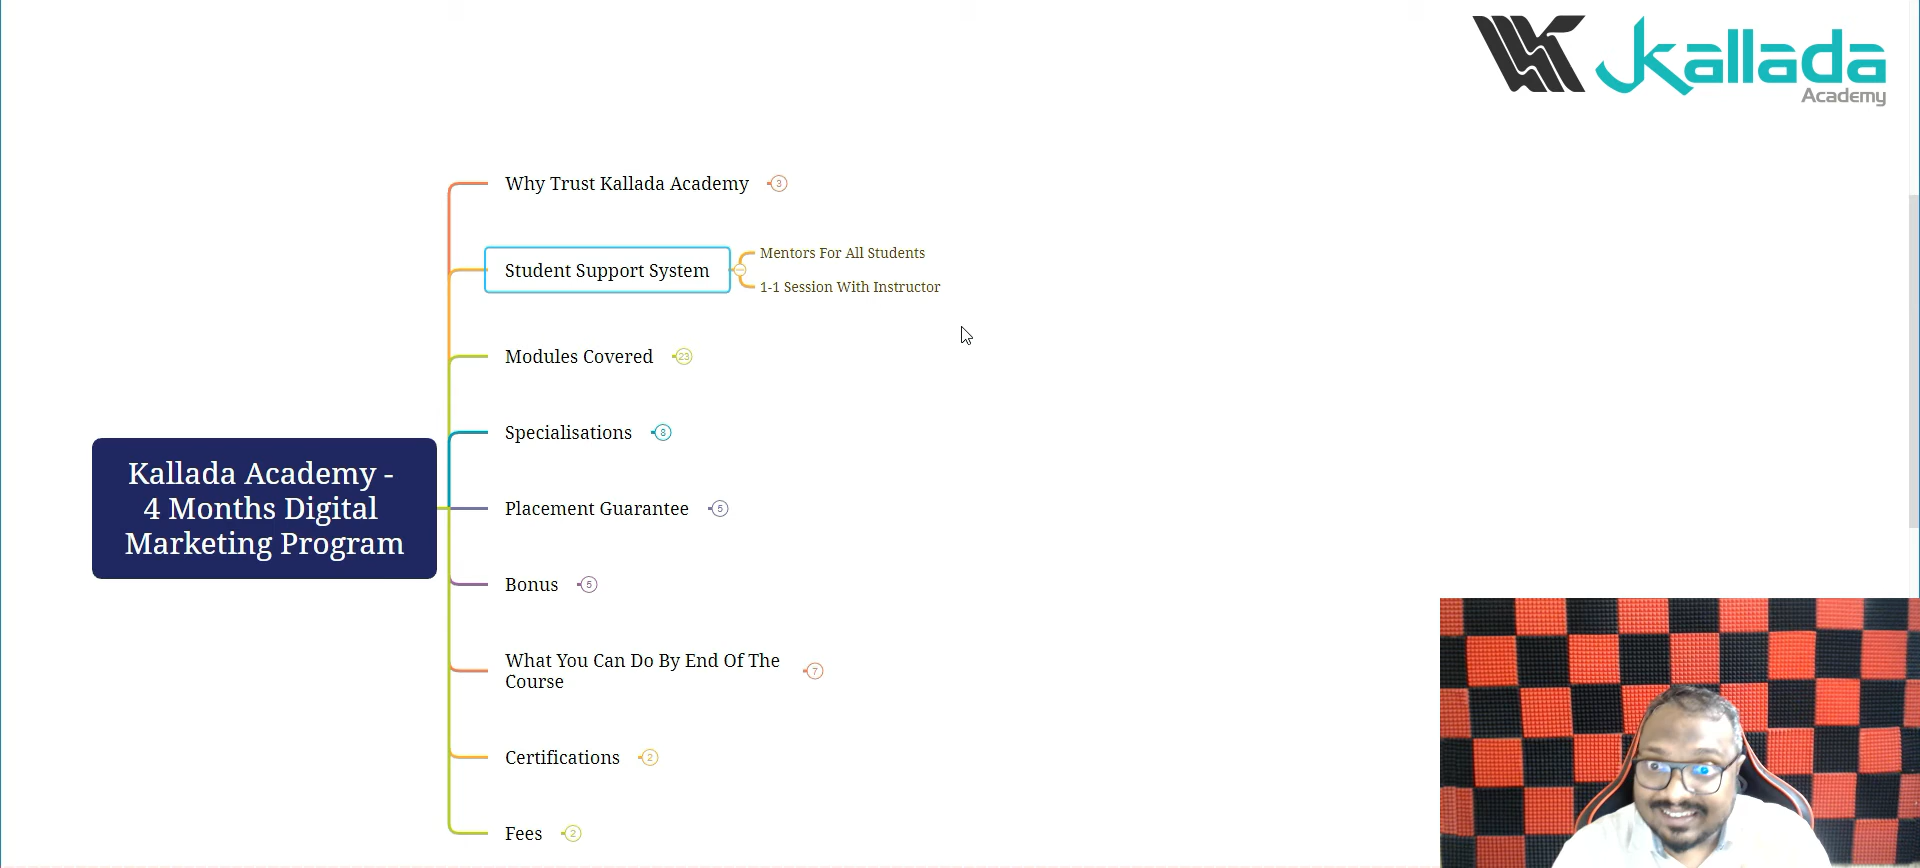 Kallada
Academy
Why Trust Kallada Academy
3
Student Support System
Mentors For All Students
1-1 Session With Instructor
Modules Covered
23
Specialisations
8
Kallada Academy -
4 Months Digital
Marketing Program
Placement Guarantee
5
Bonus
5
What You Can Do By End Of The
Course
7
Certifications
2
Fees
2